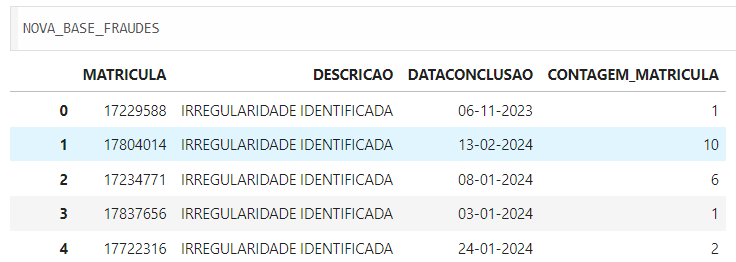 NOVA_BASE_FRAUDES
MATRICULA DESCRICAO DATACONCLUSAO CONTAGEM_MATRICULA
0 17229588 IRREGULARIDADE IDENTIFICADA 06-11-2023 1
1 17804014 IRREGULARIDADE IDENTIFICADA 13-02-2024 10
2 17234771 IRREGULARIDADE IDENTIFICADA 08-01-2024 6
3 17837656 IRREGULARIDADE IDENTIFICADA 03-01-2024 1
4 17722316 IRREGULARIDADE IDENTIFICADA 24-01-2024 2